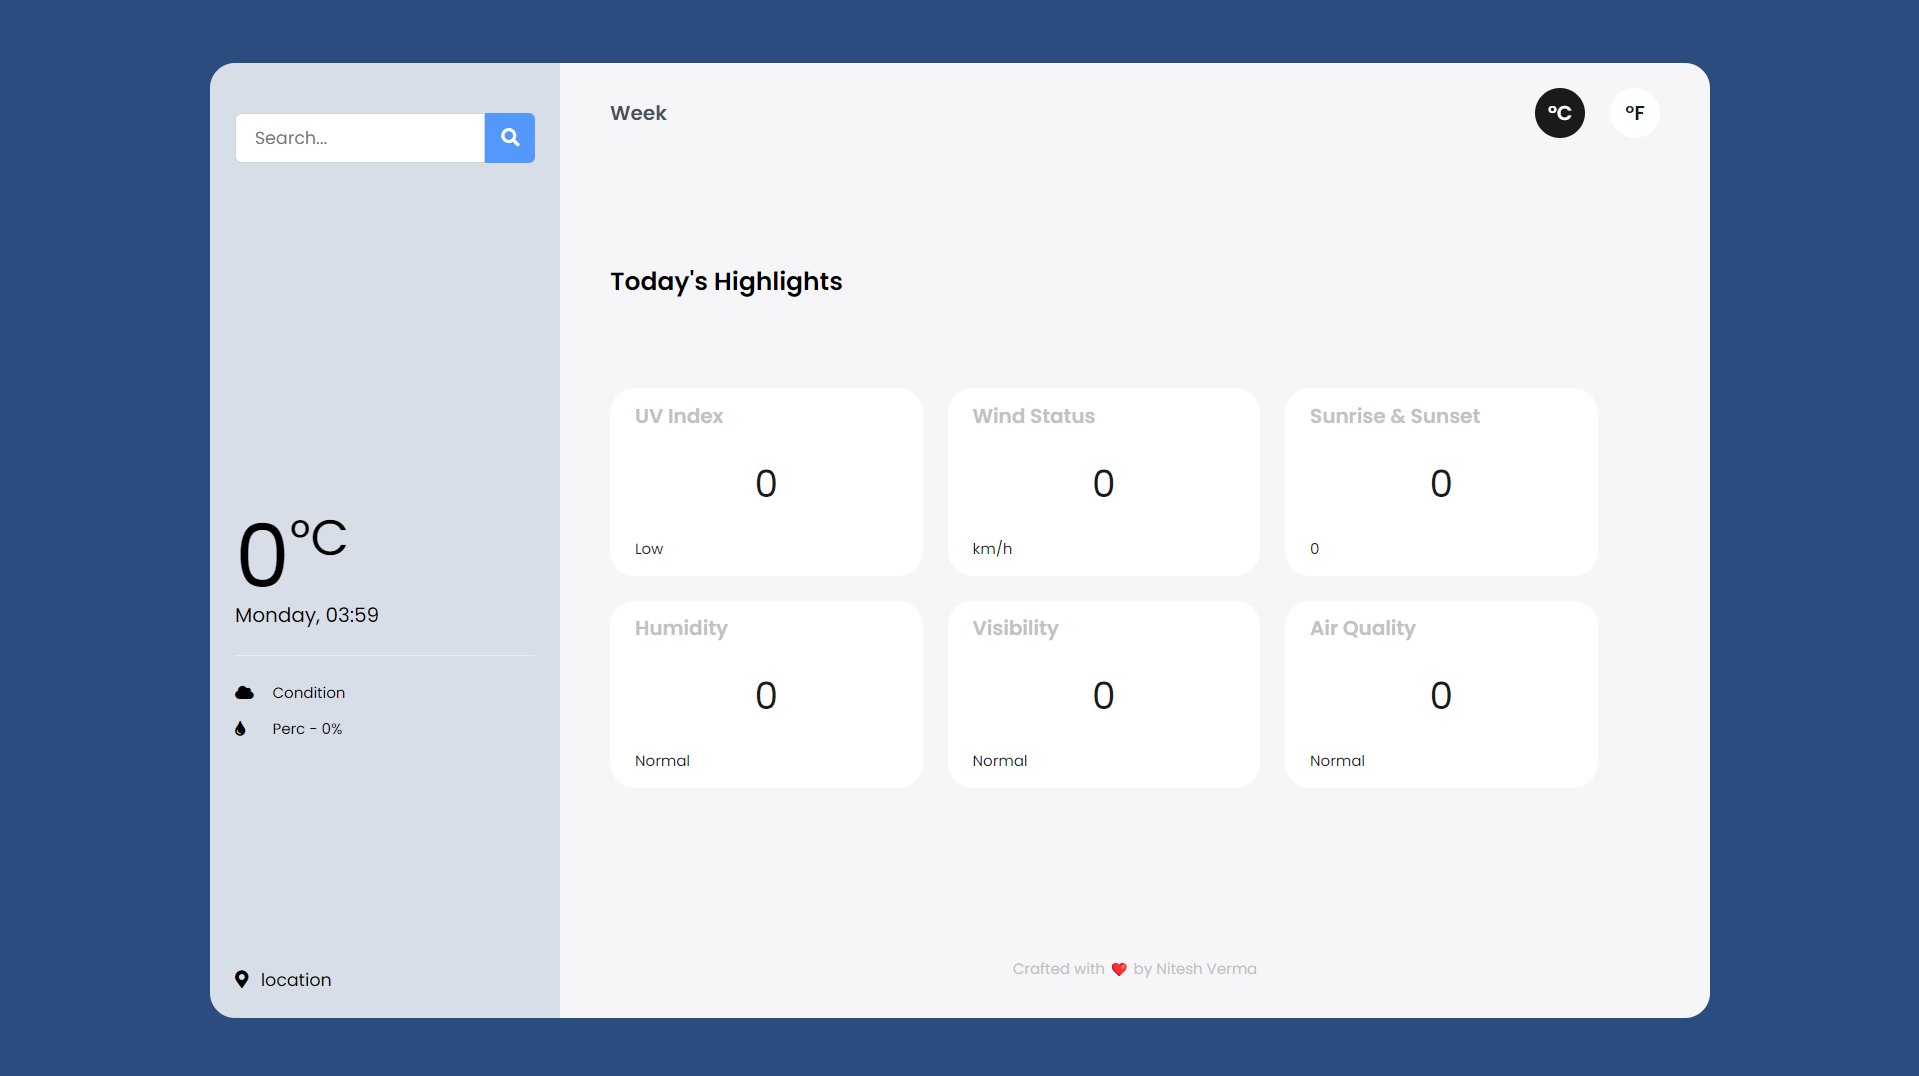 Search...
0°C
Monday, 03:59
Condition
Perc - 0%
location
Week
°C
°F
Today's Highlights
UV Index
0
Low
Wind Status
0
km/h
Sunrise & Sunset
0
0
Humidity
0
Normal
Visibility
0
Normal
Air Quality
0
Normal
Crafted with ❤️ by Nitesh Verma